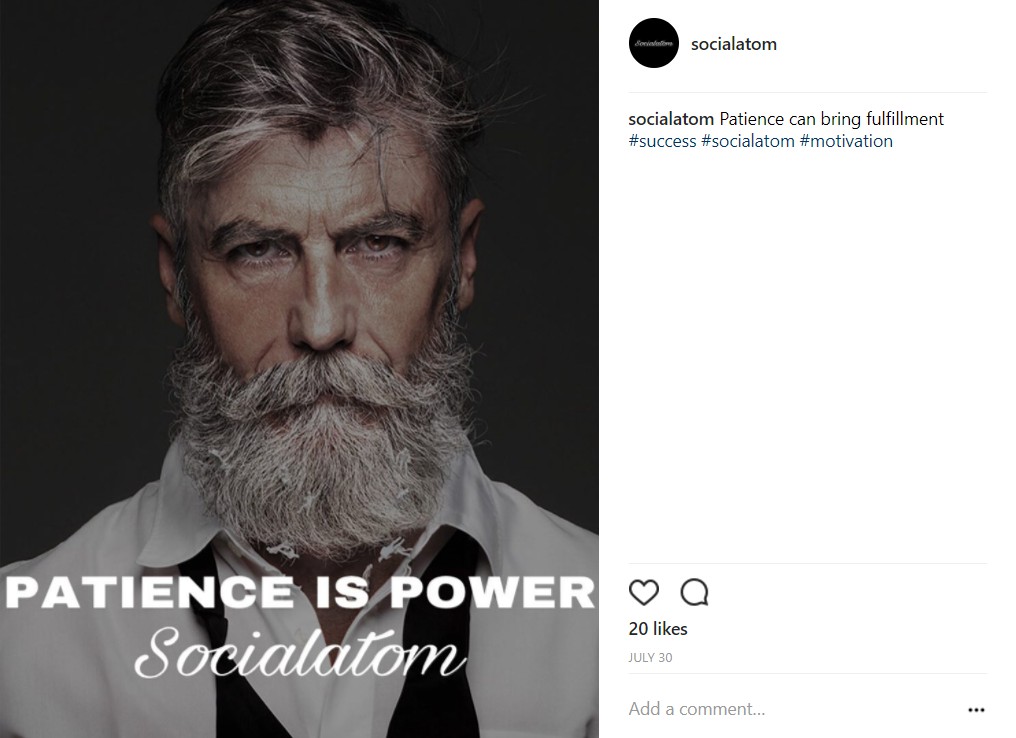 PATIENCE IS POWER
Socialatom
Socialatom
socialatom
socialatom Patience can bring fulfillment
#success #socialatom #motivation
20 likes
JULY 30
Add a comment...